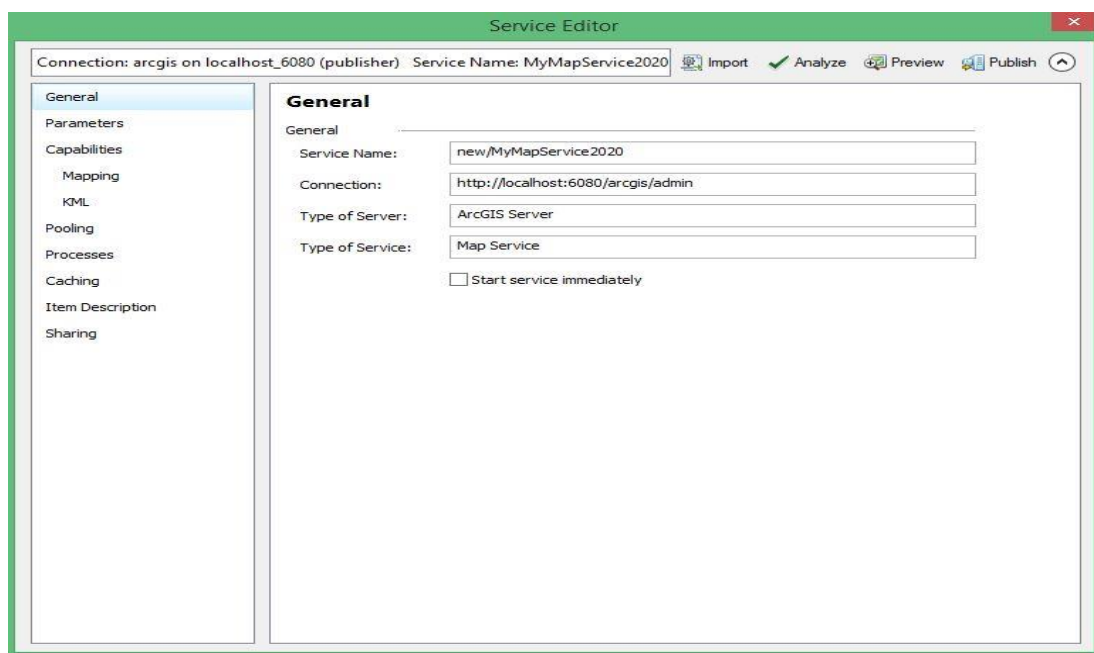 Service Editor
Connection: arcgis on localhost_6080 (publisher) Service Name: MyMapService2020 Import Analyze Preview Publish
General
Parameters
Capabilities
Mapping
KML
Pooling
Processes
Caching
Item Description
Sharing
General
General
Service Name: new/MyMapService2020
Connection: http://localhost:6080/arcgis/admin
Type of Server: ArcGIS Server
Type of Service: Map Service
Start service immediately